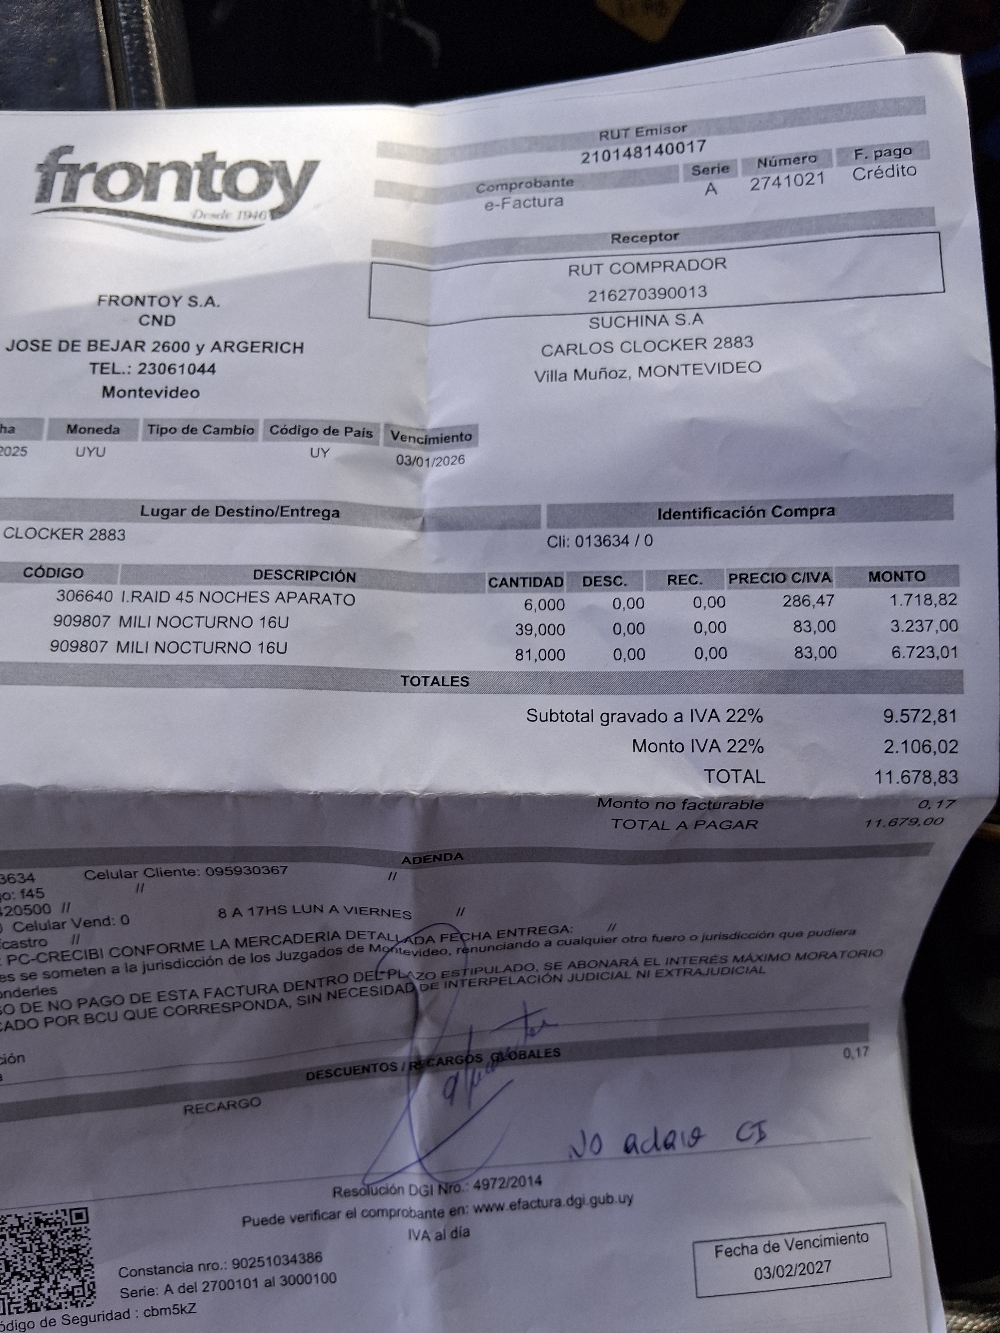 frontoy
Desde 1940
RUT Emisor
210148140017
Comprobante Serie Número F. pago
e-Factura A 2741021 Crédito
Receptor
RUT COMPRADOR
216270390013
SUCHINA S.A
CARLOS CLOCKER 2883
Villa Muñoz, MONTEVIDEO
FRONTOY S.A.
CND
JOSE DE BEJAR 2600 y ARGERICH
TEL.: 23061044
Montevideo
ha Moneda Tipo de Cambio Código de País Vencimiento
2025 UYU UY 03/01/2026
Lugar de Destino/Entrega Identificación Compra
CLOCKER 2883 Cli: 013634 / 0
CÓDIGO DESCRIPCIÓN CANTIDAD DESC. REC. PRECIO C/IVA MONTO
306640 I.RAID 45 NOCHES APARATO 6,000 0,00 0,00 286,47 1.718,82
909807 MILI NOCTURNO 16U 39,000 0,00 0,00 83,00 3.237,00
909807 MILI NOCTURNO 16U 81,000 0,00 0,00 83,00 6.723,01
TOTALES
Subtotal gravado a IVA 22% 9.572,81
Monto IVA 22% 2.106,02
TOTAL 11.678,83
Monto no facturable 0,17
TOTAL A PAGAR 11.679,00
ADENDA
3634 Celular Cliente: 095930367 //
go: f45 //
420500 // 8 A 17HS LUN A VIERNES //
) Celular Vend: 0
castro //
PC-CRECIBI CONFORME LA MERCADERIA DETALLADA FECHA ENTREGA: //
es se someten a la jurisdicción de los Juzgados de Montevideo, renunciando a cualquier otro fuero o jurisdicción que pudiera
onderles
SO DE NO PAGO DE ESTA FACTURA DENTRO DEL PLAZO ESTIPULADO, SE ABONARÁ EL INTERÉS MÁXIMO MORATORIO
CADO POR BCU QUE CORRESPONDA, SIN NECESIDAD DE INTERPELACIÓN JUDICIAL NI EXTRAJUDICIAL
ción
DESCUENTOS / RECARGOS GLOBALES
RECARGO 0,17
NO aclaro CI
Resolución DGI Nro.: 4972/2014
Puede verificar el comprobante en: www.efactura.dgi.gub.uy
IVA al día
Constancia nro.: 90251034386
Serie: A del 2700101 al 3000100
ódigo de Seguridad : cbm5kZ
Fecha de Vencimiento
03/02/2027